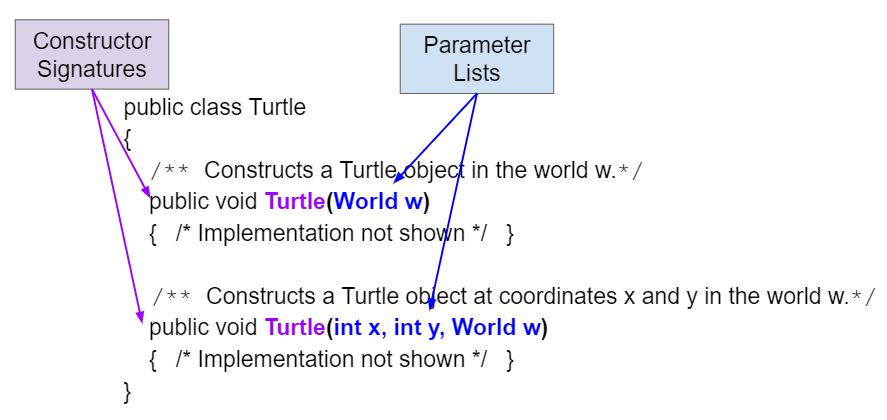 Constructor
Signatures
Parameter
Lists
public class Turtle
{
/** Constructs a Turtle object in the world w.*/
public void Turtle(World w)
{ /* Implementation not shown */ }
/** Constructs a Turtle object at coordinates x and y in the world w.*/
public void Turtle(int x, int y, World w)
{ /* Implementation not shown */ }
}